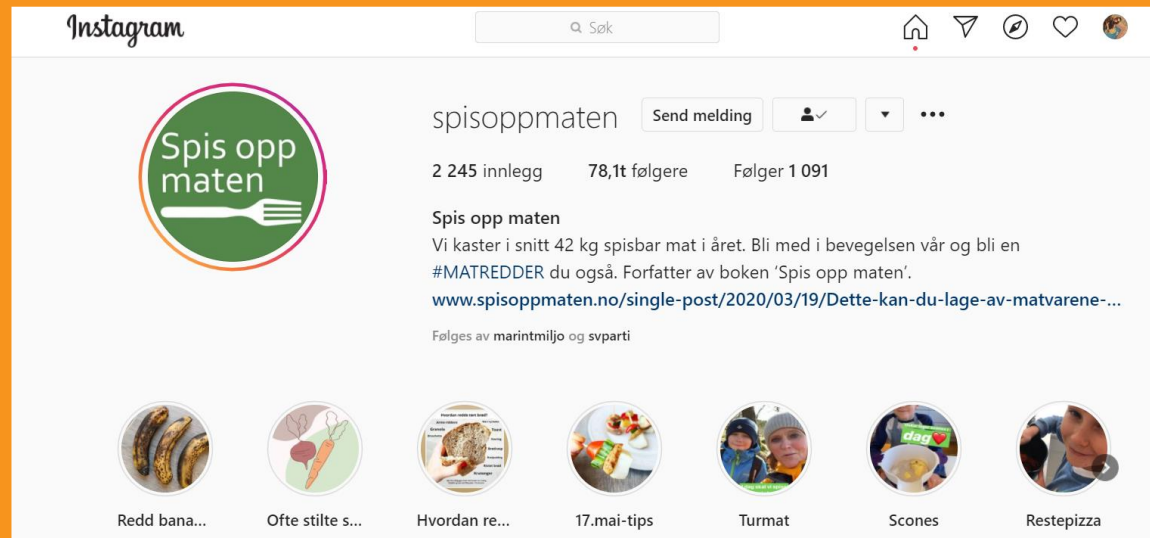 Instagram
Søk
Spis opp
maten
spisoppmaten Send melding
2 245 innlegg 78,1t følgere Følger 1 091
Spis opp maten
Vi kaster i snitt 42 kg spisbar mat i året. Bli med i bevegelsen vår og bli en
#MATREDDER du også. Forfatter av boken 'Spis opp maten'.
www.spisoppmaten.no/single-post/2020/03/19/Dette-kan-du-lage-av-matvarene-...
Følges av marintmiljo og svparti
dag
Redd bana... Ofte stilte s... Hvordan re... 17.mai-tips Turmat Scones Restepizza